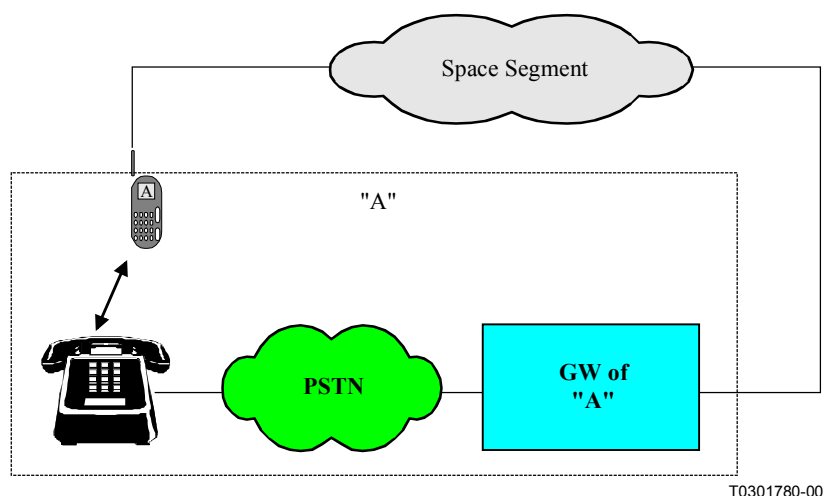 Space Segment
A
"A"
PSTN
GW of
"A"
T0301780-00